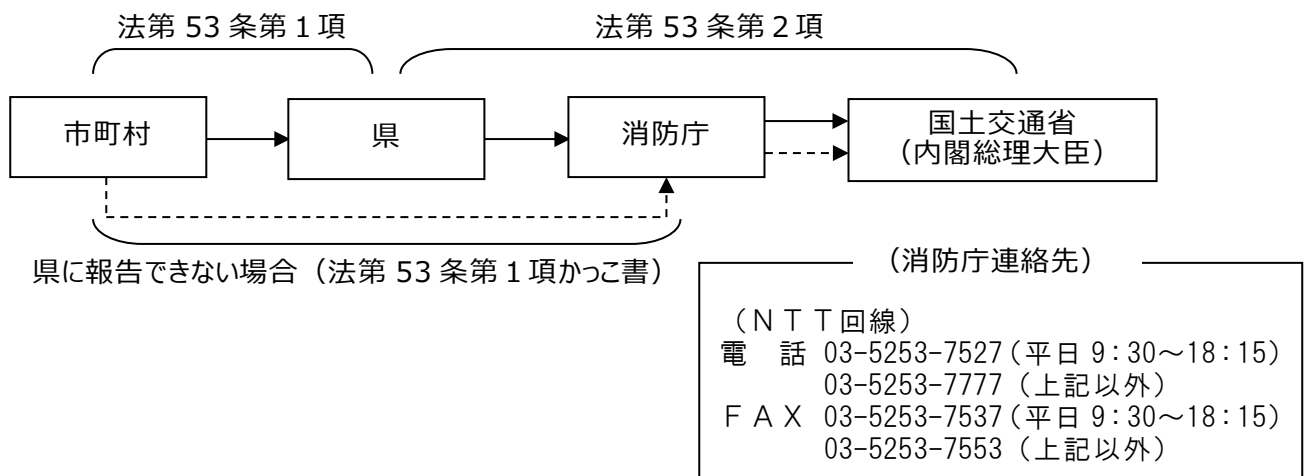 法第 53 条第１項
法第 53 条第２項
市町村
県
消防庁
国土交通省
（内閣総理大臣）
県に報告できない場合（法第 53 条第１項かっこ書）
（消防庁連絡先）
（ＮＴＴ回線）
電　話 03-5253-7527（平日 9：30～18：15）
03-5253-7777（上記以外）
ＦＡＸ 03-5253-7537（平日 9：30～18：15）
03-5253-7553（上記以外）